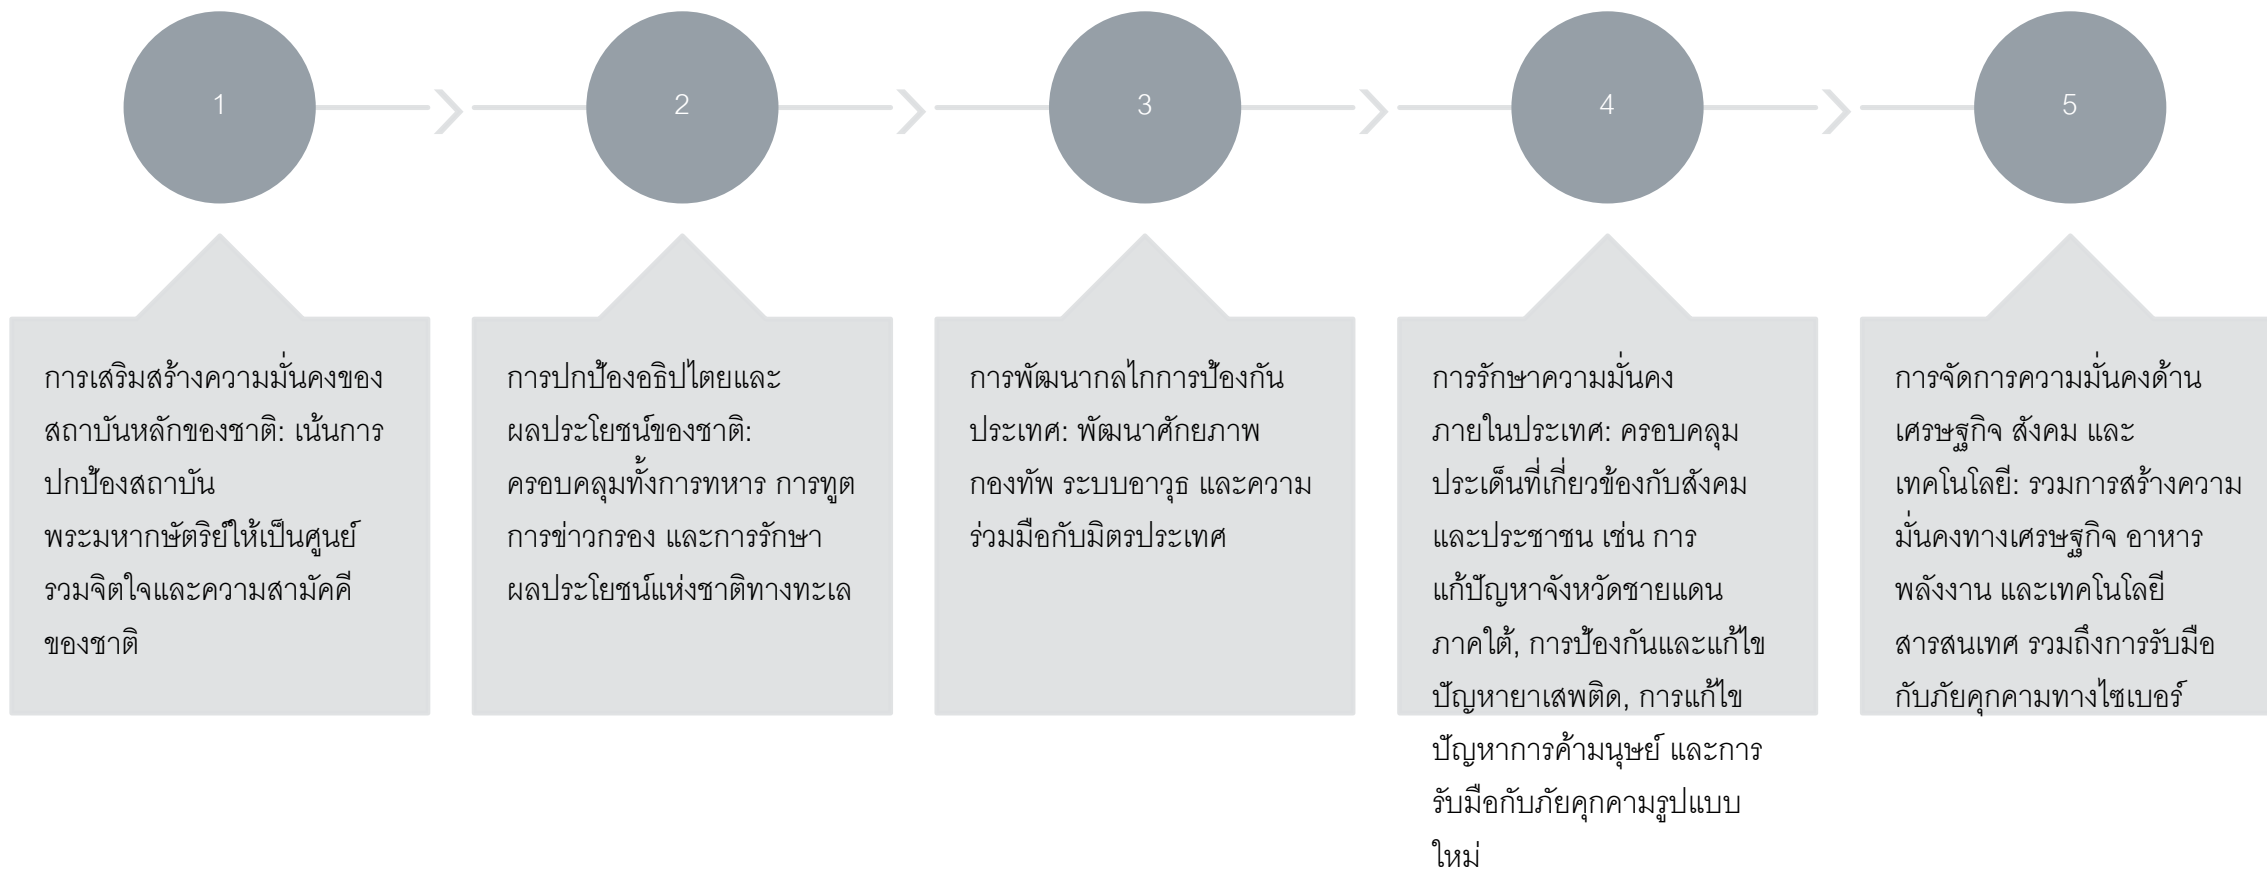 1
2
3
4
5
การเสริมสร้างความมั่นคงของ
สถาบันหลักของชาติ: เน้นการ
ปกป้องสถาบัน
พระมหากษัตริย์ให้เป็นศูนย์
รวมจิตใจและความสามัคคี
ของชาติ
การปกป้องอธิปไตยและ
ผลประโยชน์ของชาติ:
ครอบคลุมทั้งการทหาร การทูต
การข่าวกรอง และการรักษา
ผลประโยชน์แห่งชาติทางทะเล
การพัฒนากลไกการป้องกัน
ประเทศ: พัฒนาศักยภาพ
กองทัพ ระบบอาวุธ และความ
ร่วมมือกับมิตรประเทศ
การรักษาความมั่นคง
ภายในประเทศ: ครอบคลุม
ประเด็นที่เกี่ยวข้องกับสังคม
และประชาชน เช่น การ
แก้ปัญหาจังหวัดชายแดน
ภาคใต้, การป้องกันและแก้ไข
ปัญหายาเสพติด, การแก้ไข
ปัญหาการค้ามนุษย์ และการ
รับมือกับภัยคุกคามรูปแบบ
ใหม่
การจัดการความมั่นคงด้าน
เศรษฐกิจ สังคม และ
เทคโนโลยี: รวมการสร้างความ
มั่นคงทางเศรษฐกิจ อาหาร
พลังงาน และเทคโนโลยี
สารสนเทศ รวมถึงการรับมือ
กับภัยคุกคามทางไซเบอร์